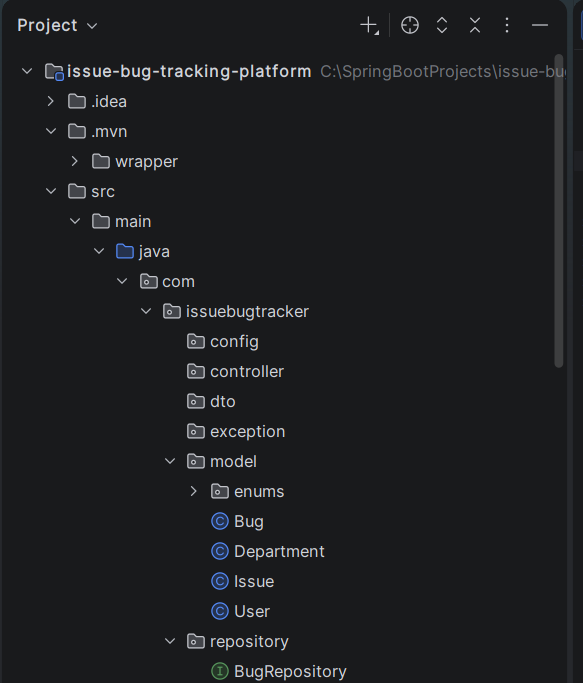 Project
issue-bug-tracking-platform C:\SpringBootProjects\issue-bu
.idea
.mvn
wrapper
src
main
java
com
issuebugtracker
config
controller
dto
exception
model
enums
Bug
Department
Issue
User
repository
BugRepository